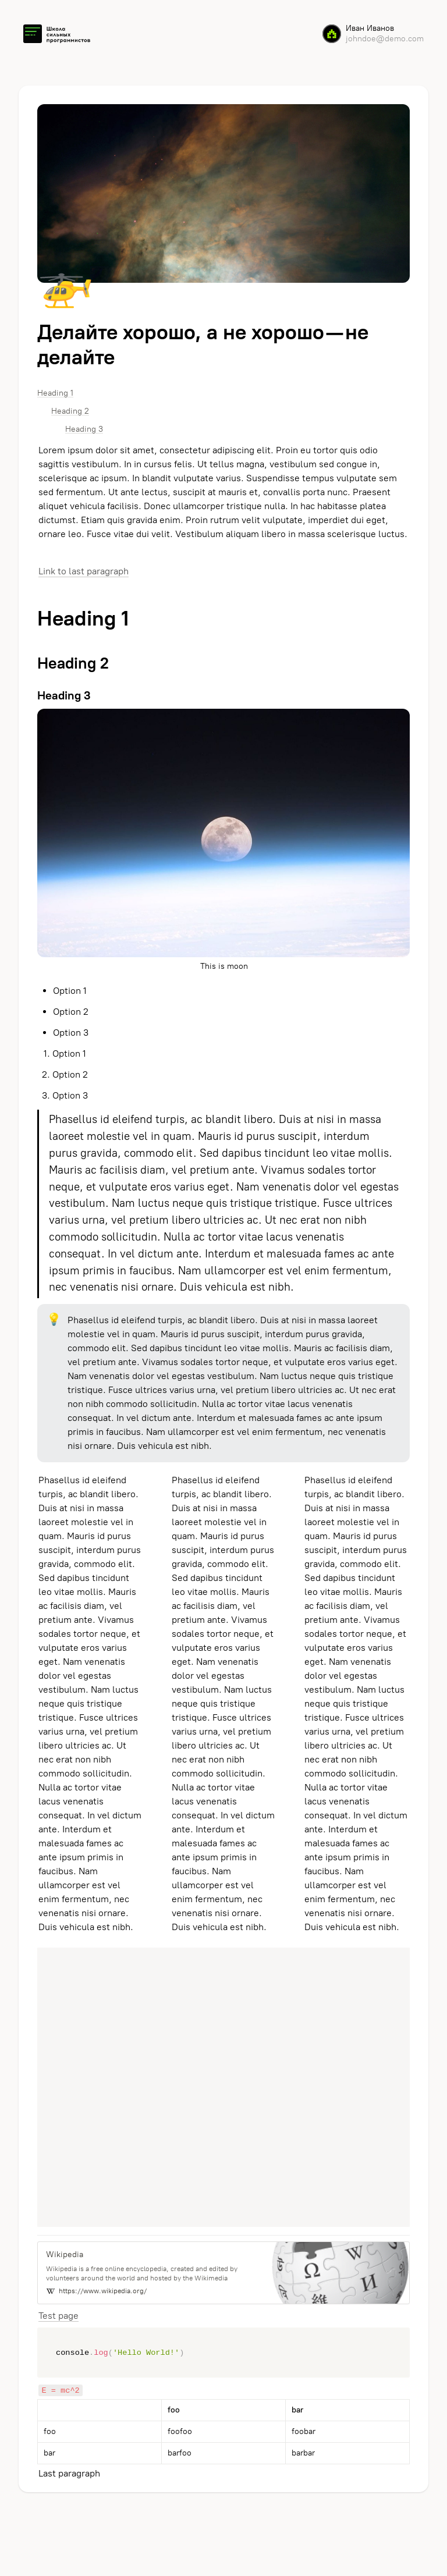 Школа
сильных
программистов
Иван Иванов
johndoe@demo.com
Делайте хорошо, а не хорошо — не
делайте
Heading 1
Heading 2
Heading 3
Lorem ipsum dolor sit amet, consectetur adipiscing elit. Proin eu tortor quis odio
sagittis vestibulum. In in cursus felis. Ut tellus magna, vestibulum sed congue in,
scelerisque ac ipsum. In blandit vulputate varius. Suspendisse tempus vulputate sem
sed fermentum. Ut ante lectus, suscipit at mauris et, convallis porta nunc. Praesent
aliquet vehicula facilisis. Donec ullamcorper tristique nulla. In hac habitasse platea
dictumst. Etiam quis gravida enim. Proin rutrum velit vulputate, imperdiet dui eget,
ornare leo. Fusce vitae dui velit. Vestibulum aliquam libero in massa scelerisque luctus.
Link to last paragraph
Heading 1
Heading 2
Heading 3
This is moon
• Option 1
• Option 2
• Option 3
1. Option 1
2. Option 2
3. Option 3
Phasellus id eleifend turpis, ac blandit libero. Duis at nisi in massa
laoreet molestie vel in quam. Mauris id purus suscipit, interdum
purus gravida, commodo elit. Sed dapibus tincidunt leo vitae mollis.
Mauris ac facilisis diam, vel pretium ante. Vivamus sodales tortor
neque, et vulputate eros varius eget. Nam venenatis dolor vel egestas
vestibulum. Nam luctus neque quis tristique tristique. Fusce ultrices
varius urna, vel pretium libero ultricies ac. Ut nec erat non nibh
commodo sollicitudin. Nulla ac tortor vitae lacus venenatis
consequat. In vel dictum ante. Interdum et malesuada fames ac ante
ipsum primis in faucibus. Nam ullamcorper est vel enim fermentum,
nec venenatis nisi ornare. Duis vehicula est nibh.
Phasellus id eleifend turpis, ac blandit libero. Duis at nisi in massa laoreet
molestie vel in quam. Mauris id purus suscipit, interdum purus gravida,
commodo elit. Sed dapibus tincidunt leo vitae mollis. Mauris ac facilisis diam,
vel pretium ante. Vivamus sodales tortor neque, et vulputate eros varius eget.
Nam venenatis dolor vel egestas vestibulum. Nam luctus neque quis tristique
tristique. Fusce ultrices varius urna, vel pretium libero ultricies ac. Ut nec erat
non nibh commodo sollicitudin. Nulla ac tortor vitae lacus venenatis
consequat. In vel dictum ante. Interdum et malesuada fames ac ante ipsum
primis in faucibus. Nam ullamcorper est vel enim fermentum, nec venenatis
nisi ornare. Duis vehicula est nibh.
Phasellus id eleifend
turpis, ac blandit libero.
Duis at nisi in massa
laoreet molestie vel in
quam. Mauris id purus
suscipit, interdum purus
gravida, commodo elit.
Sed dapibus tincidunt
leo vitae mollis. Mauris
ac facilisis diam, vel
pretium ante. Vivamus
sodales tortor neque, et
vulputate eros varius
eget. Nam venenatis
dolor vel egestas
vestibulum. Nam luctus
neque quis tristique
tristique. Fusce ultrices
varius urna, vel pretium
libero ultricies ac. Ut
nec erat non nibh
commodo sollicitudin.
Nulla ac tortor vitae
lacus venenatis
consequat. In vel dictum
ante. Interdum et
malesuada fames ac
ante ipsum primis in
faucibus. Nam
ullamcorper est vel
enim fermentum, nec
venenatis nisi ornare.
Duis vehicula est nibh.
Phasellus id eleifend
turpis, ac blandit libero.
Duis at nisi in massa
laoreet molestie vel in
quam. Mauris id purus
suscipit, interdum purus
gravida, commodo elit.
Sed dapibus tincidunt
leo vitae mollis. Mauris
ac facilisis diam, vel
pretium ante. Vivamus
sodales tortor neque, et
vulputate eros varius
eget. Nam venenatis
dolor vel egestas
vestibulum. Nam luctus
neque quis tristique
tristique. Fusce ultrices
varius urna, vel pretium
libero ultricies ac. Ut
nec erat non nibh
commodo sollicitudin.
Nulla ac tortor vitae
lacus venenatis
consequat. In vel dictum
ante. Interdum et
malesuada fames ac
ante ipsum primis in
faucibus. Nam
ullamcorper est vel
enim fermentum, nec
venenatis nisi ornare.
Duis vehicula est nibh.
Phasellus id eleifend
turpis, ac blandit libero.
Duis at nisi in massa
laoreet molestie vel in
quam. Mauris id purus
suscipit, interdum purus
gravida, commodo elit.
Sed dapibus tincidunt
leo vitae mollis. Mauris
ac facilisis diam, vel
pretium ante. Vivamus
sodales tortor neque, et
vulputate eros varius
eget. Nam venenatis
dolor vel egestas
vestibulum. Nam luctus
neque quis tristique
tristique. Fusce ultrices
varius urna, vel pretium
libero ultricies ac. Ut
nec erat non nibh
commodo sollicitudin.
Nulla ac tortor vitae
lacus venenatis
consequat. In vel dictum
ante. Interdum et
malesuada fames ac
ante ipsum primis in
faucibus. Nam
ullamcorper est vel
enim fermentum, nec
venenatis nisi ornare.
Duis vehicula est nibh.
Wikipedia
Wikipedia is a free online encyclopedia, created and edited by
volunteers around the world and hosted by the Wikimedia
W https://www.wikipedia.org/
Ω W И 維
Test page
console.log('Hello World!')
E = mc^2
foo bar
foo foofoo foobar
bar barfoo barbar
Last paragraph